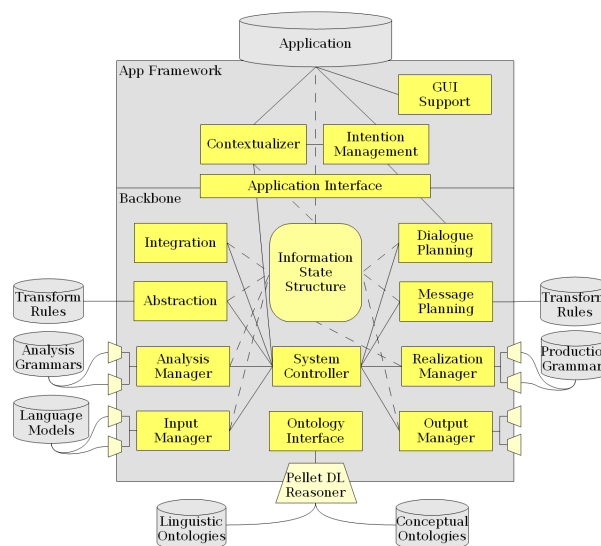 Application
App Framework
GUI
Support
Contextualizer
Intention
Management
Application Interface
Backbone
Integration
Information
State
Structure
Dialogue
Planning
Transform
Rules
Abstraction
Message
Planning
Transform
Rules
Analysis
Grammars
Analysis
Manager
System
Controller
Realization
Manager
Production
Grammar
Language
Models
Input
Manager
Ontology
Interface
Output
Manager
Pellet DL
Reasoner
Linguistic
Ontologies
Conceptual
Ontologies